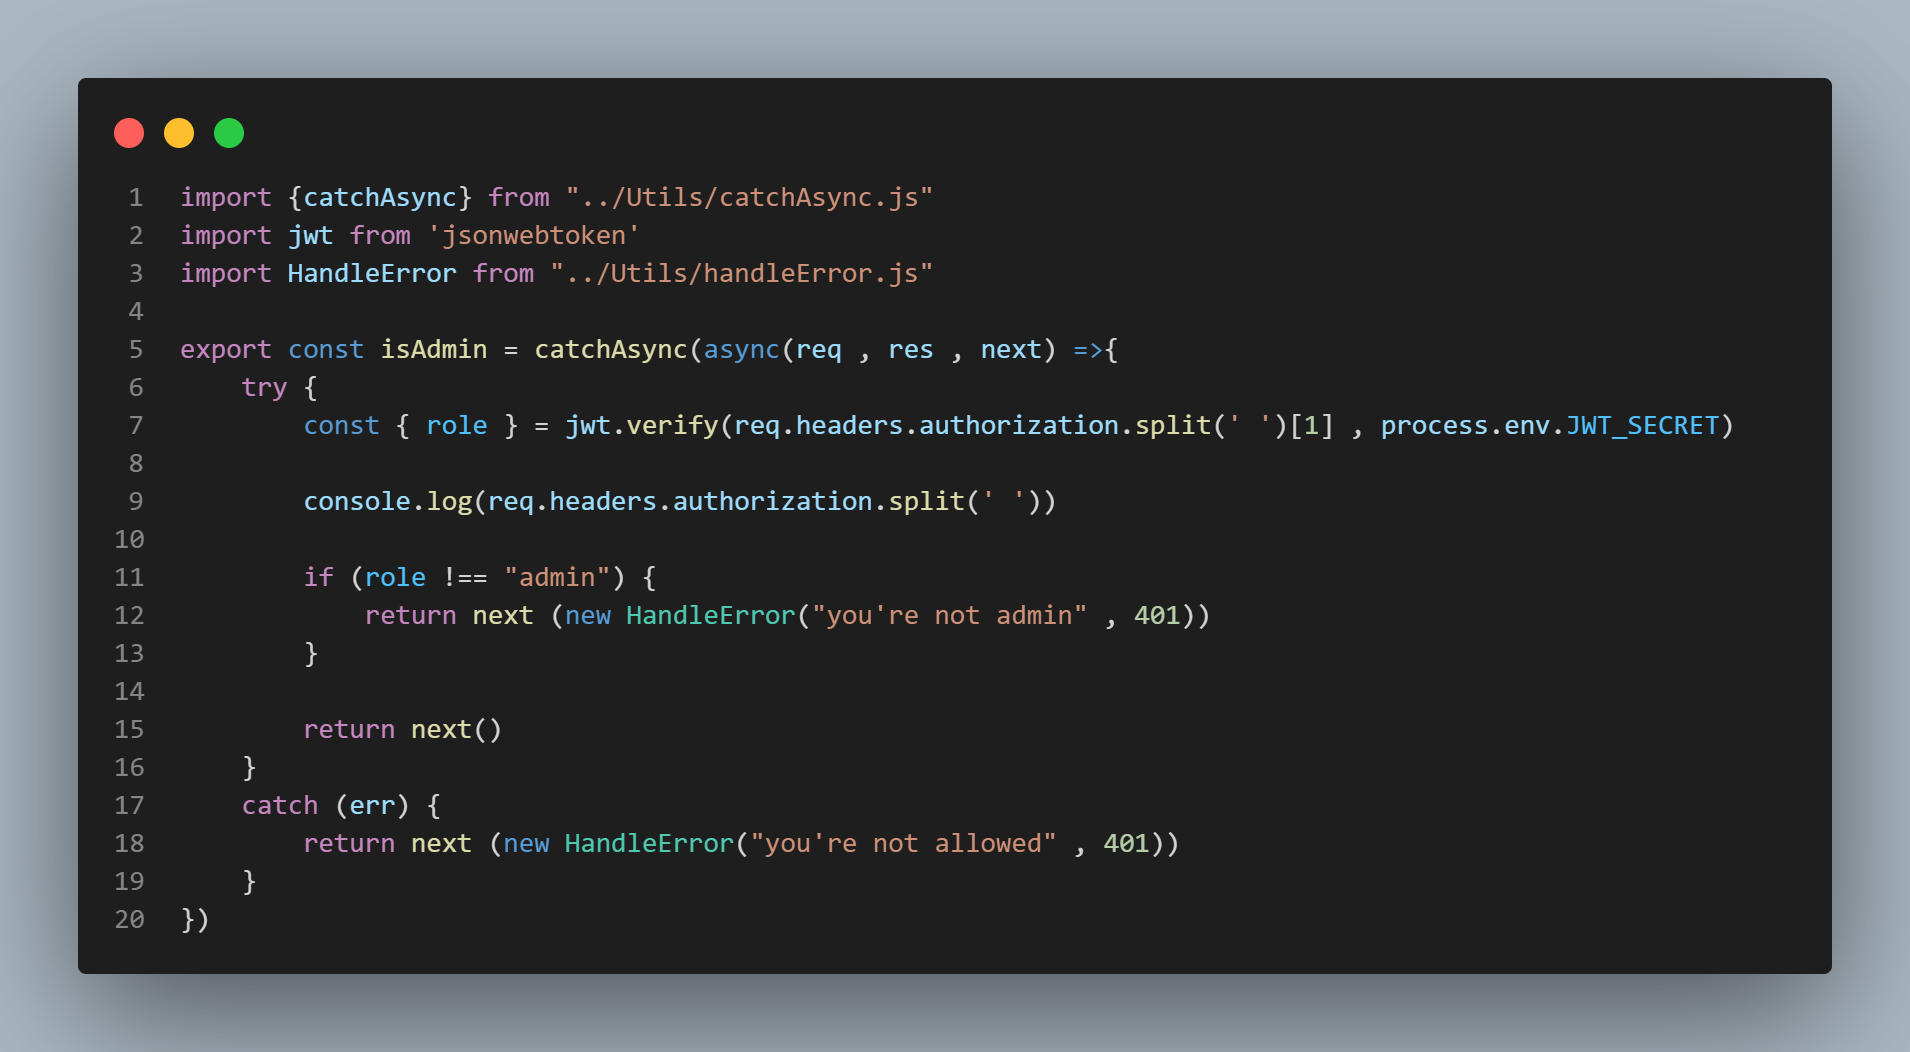 1 import {catchAsync} from "../Utils/catchAsync.js"
2 import jwt from 'jsonwebtoken'
3 import HandleError from "../Utils/handleError.js"
4
5 export const isAdmin = catchAsync(async(req , res , next) =>{
6     try {
7         const { role } = jwt.verify(req.headers.authorization.split(' ')[1] , process.env.JWT_SECRET)
8
9         console.log(req.headers.authorization.split(' '))
10
11         if (role !== "admin") {
12             return next (new HandleError("you're not admin" , 401))
13         }
14
15         return next()
16     }
17     catch (err) {
18         return next (new HandleError("you're not allowed" , 401))
19     }
20 })